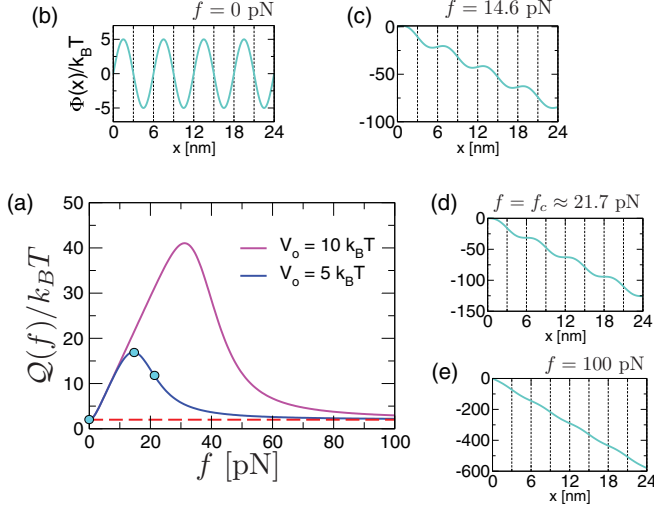 (b)
f = 0 pN
Φ(x)/k_BT
5
0
-5
0 6 12 18 24
x [nm]
(c)
f = 14.6 pN
0
-50
-100
0 6 12 18 24
x [nm]
(a)
Q(f)/k_BT
50
40
30
20
10
0
0 20 40 60 80 100
f [pN]
V_o = 10 k_BT
V_o = 5 k_BT
(d)
f = f_c ≈ 21.7 pN
0
-50
-100
-150
0 6 12 18 24
x [nm]
(e)
f = 100 pN
0
-200
-400
-600
0 6 12 18 24
x [nm]